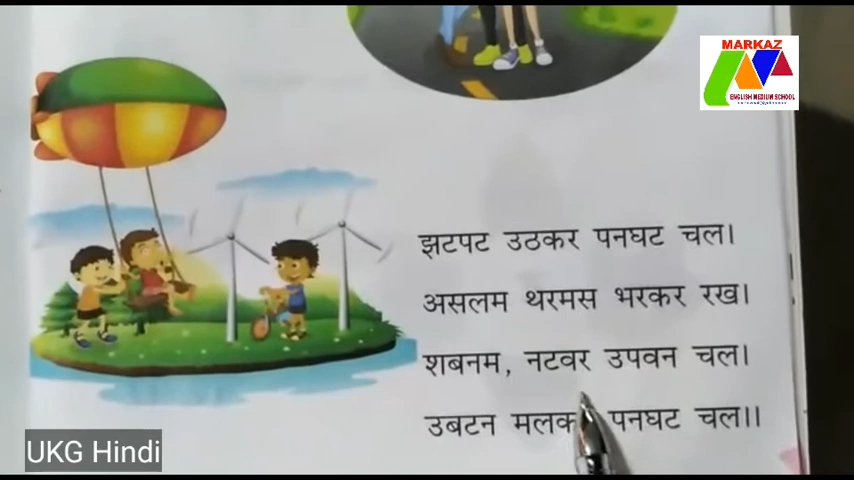 MARKAZ
ENGLISH MEDIUM SCHOOL
झटपट उठकर पनघट चल।
असलम थरमस भरकर रख।
शबनम, नटवर उपवन चल।
उबटन मलक पनघट चल।।
UKG Hindi